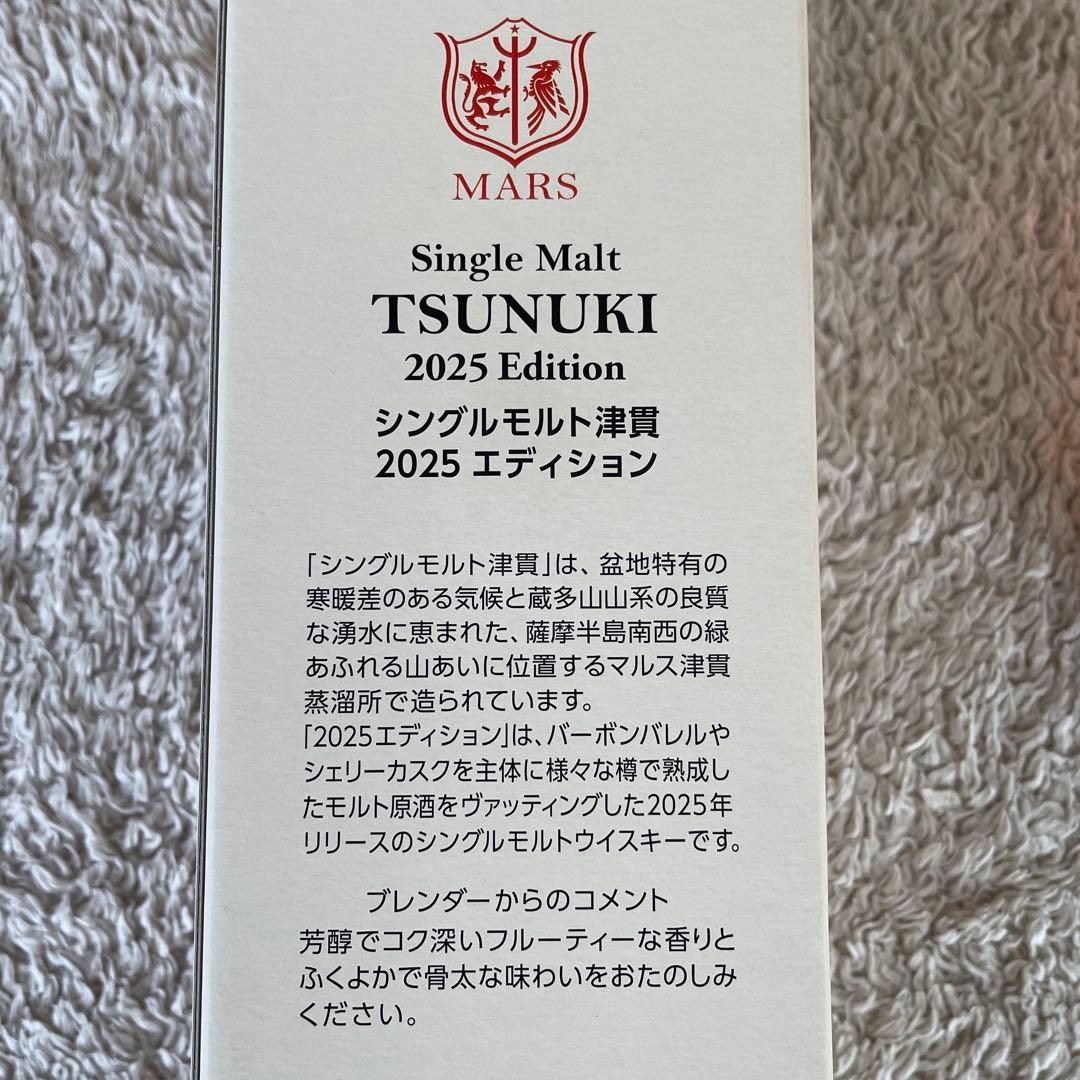 MARS
Single Malt
TSUNUKI
2025 Edition
シングルモルト津貫
2025 エディション
「シングルモルト津貫」は、盆地特有の
寒暖差のある気候と蔵多山山系の良質
な湧水に恵まれた、薩摩半島南西の緑
あふれる山あいに位置するマルス津貫
蒸溜所で造られています。
「2025エディション」は、バーボンバレルや
シェリーカスクを主体に様々な樽で熟成し
たモルト原酒をヴァッティングした2025年
リリースのシングルモルトウイスキーです。
ブレンダーからのコメント
芳醇でコク深いフルーティーな香りと
ふくよかで骨太な味わいをおたのしみ
ください。